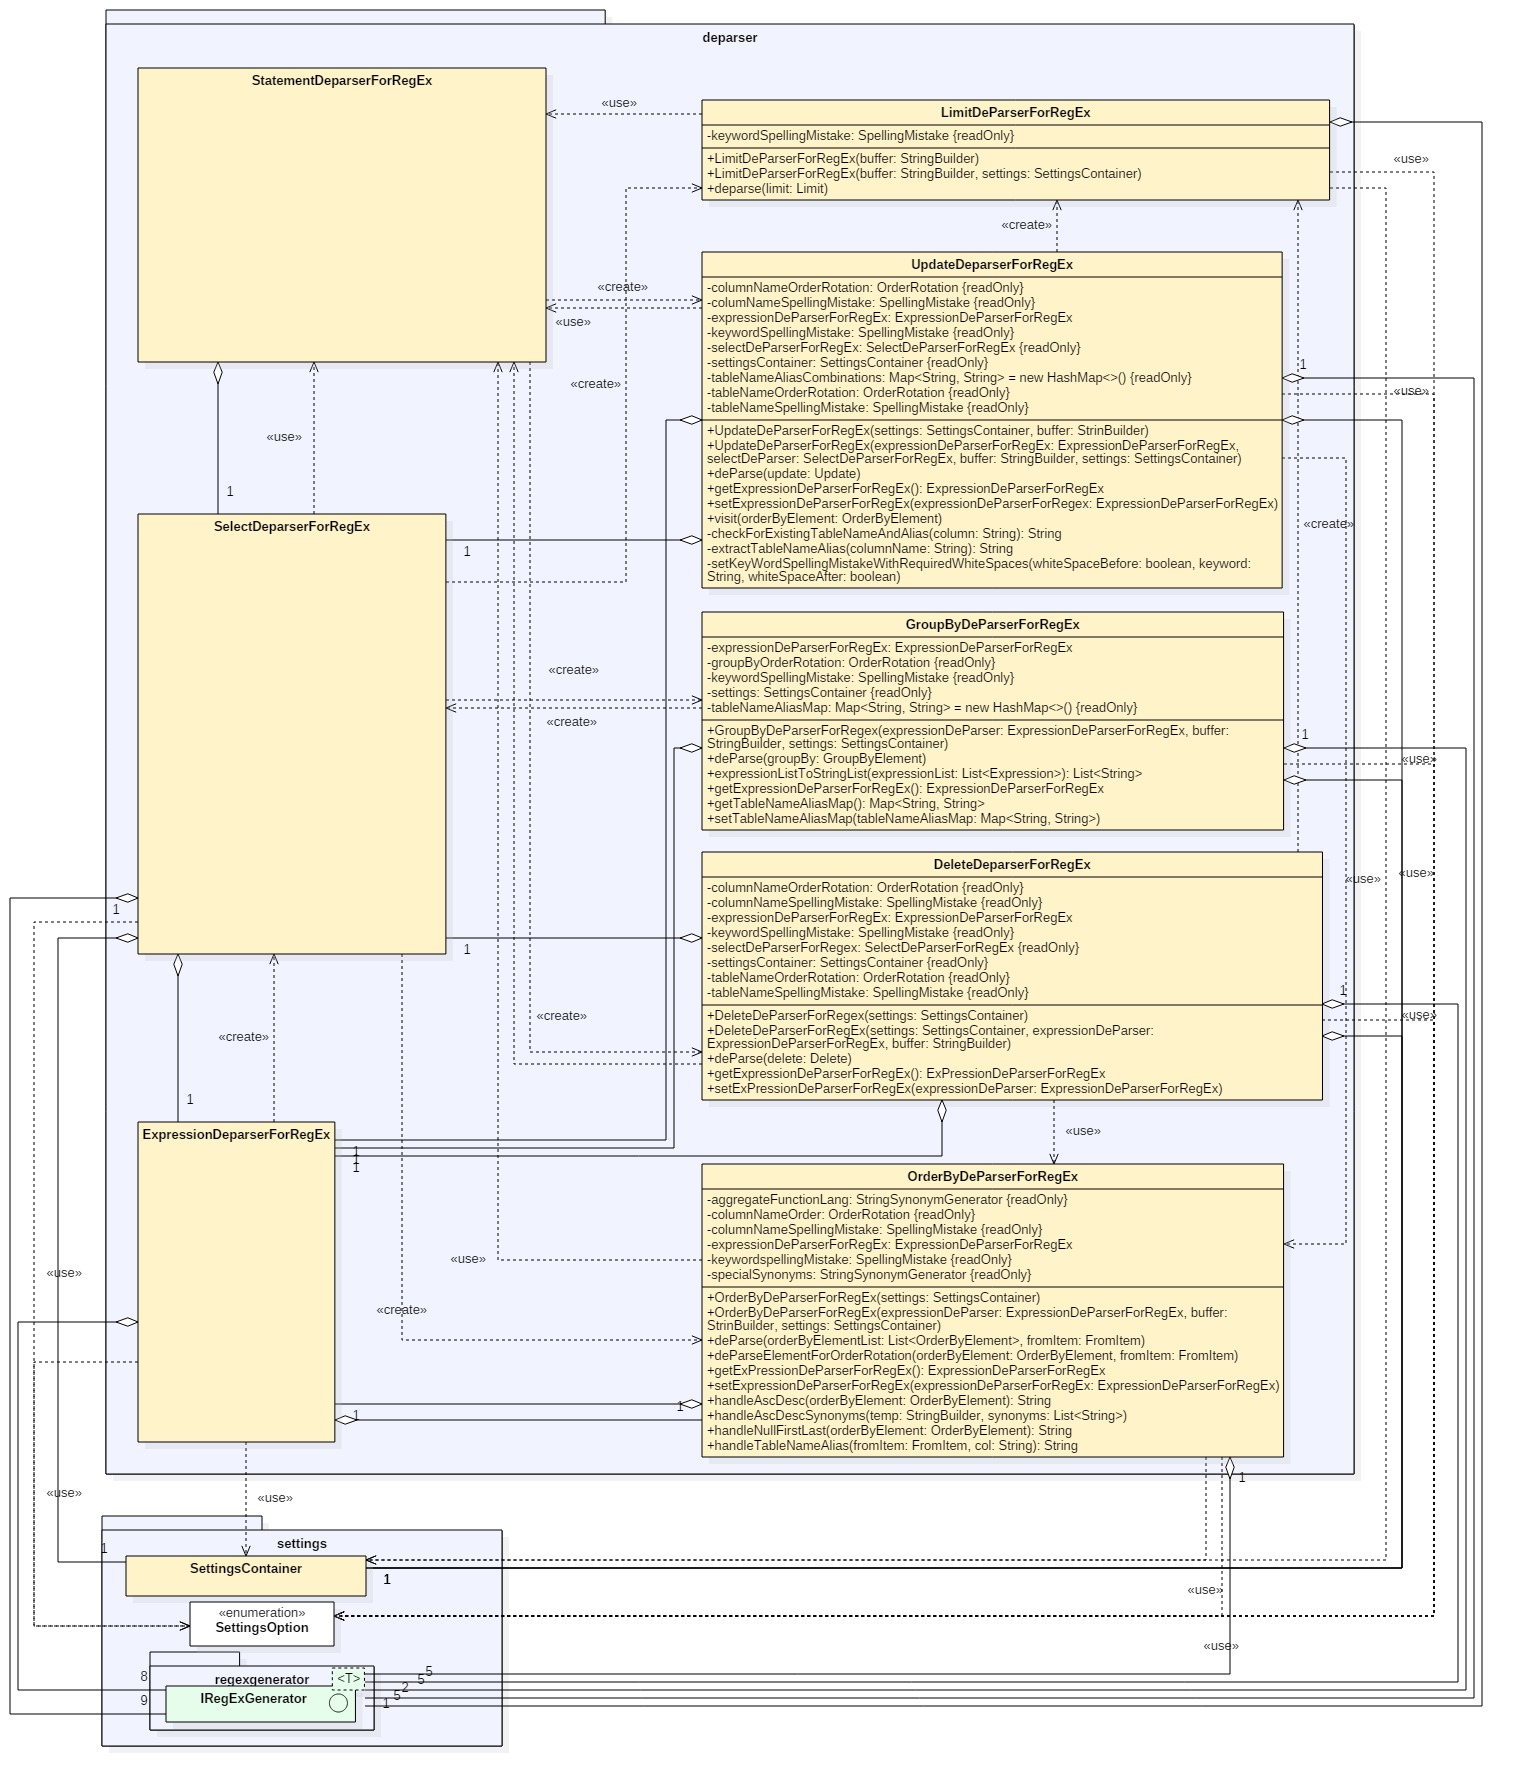 deparser
StatementDeparserForRegEx
«use»
LimitDeParserForRegEx
-keywordSpellingMistake: SpellingMistake {readOnly}
+LimitDeParserForRegEx(buffer: StringBuilder)
+LimitDeParserForRegEx(buffer: StringBuilder, settings: SettingsContainer)
+deparse(limit: Limit)
«use»
«create»
UpdateDeparserForRegEx
-columnNameOrderRotation: OrderRotation {readOnly}
-columNameSpellingMistake: SpellingMistake {readOnly}
-expressionDeParserForRegEx: ExpressionDeParserForRegEx
-keywordSpellingMistake: SpellingMistake {readOnly}
-selectDeParserForRegEx: SelectDeParserForRegEx {readOnly}
-settingsContainer: SettingsContainer {readOnly}
-tableNameAliasCombinations: Map<String, String> = new HashMap<>() {readOnly}
-tableNameOrderRotation: OrderRotation {readOnly}
-tableNameSpellingMistake: SpellingMistake {readOnly}
+UpdateDeParserForRegEx(settings: SettingsContainer, buffer: StrinBuilder)
+UpdateDeParserForRegEx(expressionDeParserForRegEx: ExpressionDeParserForRegEx,
selectDeParser: SelectDeParserForRegEx, buffer: StringBuilder, settings: SettingsContainer)
+deParse(update: Update)
+getExpressionDeParserForRegEx(): ExpressionDeParserForRegEx
+setExpressionDeParserForRegEx(expressionDeParserForRegex: ExpressionDeParserForRegEx)
+visit(orderByElement: OrderByElement)
-checkForExistingTableNameAndAlias(column: String): String
-extractTableNameAlias(columnName: String): String
-setKeyWordSpellingMistakeWithRequiredWhiteSpaces(whiteSpaceBefore: boolean, keyword:
String, whiteSpaceAfter: boolean)
«create»
«use»
«create»
1
«use»
«use»
1
SelectDeparserForRegEx
1
«create»
GroupByDeParserForRegEx
-expressionDeParserForRegEx: ExpressionDeParserForRegEx
-groupByOrderRotation: OrderRotation {readOnly}
-keywordSpellingMistake: SpellingMistake {readOnly}
-settings: SettingsContainer {readOnly}
-tableNameAliasMap: Map<String, String> = new HashMap<>() {readOnly}
+GroupByDeParserForRegex(expressionDeParser: ExpressionDeParserForRegEx, buffer:
StringBuilder, settings: SettingsContainer)
+deParse(groupBy: GroupByElement)
+expressionListToStringList(expressionList: List<Expression>): List<String>
+getExpressionDeParserForRegEx(): ExpressionDeParserForRegEx
+getTableNameAliasMap(): Map<String, String>
+setTableNameAliasMap(tableNameAliasMap: Map<String, String>)
«create»
«create»
1
«use»
DeleteDeparserForRegEx
-columnNameOrderRotation: OrderRotation {readOnly}
-columnNameSpellingMistake: SpellingMistake {readOnly}
-expressionDeParserForRegEx: ExpressionDeParserForRegEx
-keywordSpellingMistake: SpellingMistake {readOnly}
-selectDeParserForRegex: SelectDeParserForRegEx {readOnly}
-settingsContainer: SettingsContainer {readOnly}
-tableNameOrderRotation: OrderRotation {readOnly}
-tableNameSpellingMistake: SpellingMistake {readOnly}
+DeleteDeParserForRegex(settings: SettingsContainer)
+DeleteDeParserForRegEx(settings: SettingsContainer, expressionDeParser:
ExpressionDeParserForRegEx, buffer: StringBuilder)
+deParse(delete: Delete)
+getExpressionDeParserForRegEx(): ExPressionDeParserForRegEx
+setExPressionDeParserForRegEx(expressionDeParser: ExpressionDeParserForRegEx)
«use»
«use»
1
1
1
«use»
«create»
«create»
1
ExpressionDeparserForRegEx
«use»
1
1
1
OrderByDeParserForRegEx
-aggregateFunctionLang: StringSynonymGenerator {readOnly}
-columnNameOrder: OrderRotation {readOnly}
-columnNameSpellingMistake: SpellingMistake {readOnly}
-expressionDeParserForRegEx: ExpressionDeParserForRegEx
-keywordspellingMistake: SpellingMistake {readOnly}
-specialSynonyms: StringSynonymGenerator {readOnly}
+OrderByDeParserForRegEx(settings: SettingsContainer)
+OrderByDeParserForRegEx(expressionDeParser: ExpressionDeParserForRegEx, buffer:
StrinBuilder, settings: SettingsContainer)
+deParse(orderByElementList: List<OrderByElement>, fromItem: FromItem)
+deParseElementForOrderRotation(orderByElement: OrderByElement, fromItem: FromItem)
+getExPressionDeParserForRegEx(): ExpressionDeParserForRegEx
+setExpressionDeParserForRegEx(expressionDeParserForRegEx: ExpressionDeParserForRegEx)
+handleAscDesc(orderByElement: OrderByElement): String
+handleAscDescSynonyms(temp: StringBuilder, synonyms: List<String>)
+handleNullFirstLast(orderByElement: OrderByElement): String
+handleTableNameAlias(fromItem: FromItem, col: String): String
«use»
«use»
«create»
1
1
1
«use»
«use»
settings
1
SettingsContainer
1
«use»
«enumeration»
SettingsOption
«use»
regexgenerator
<T>
IRegExGenerator
8
9
5
5
2
5
1